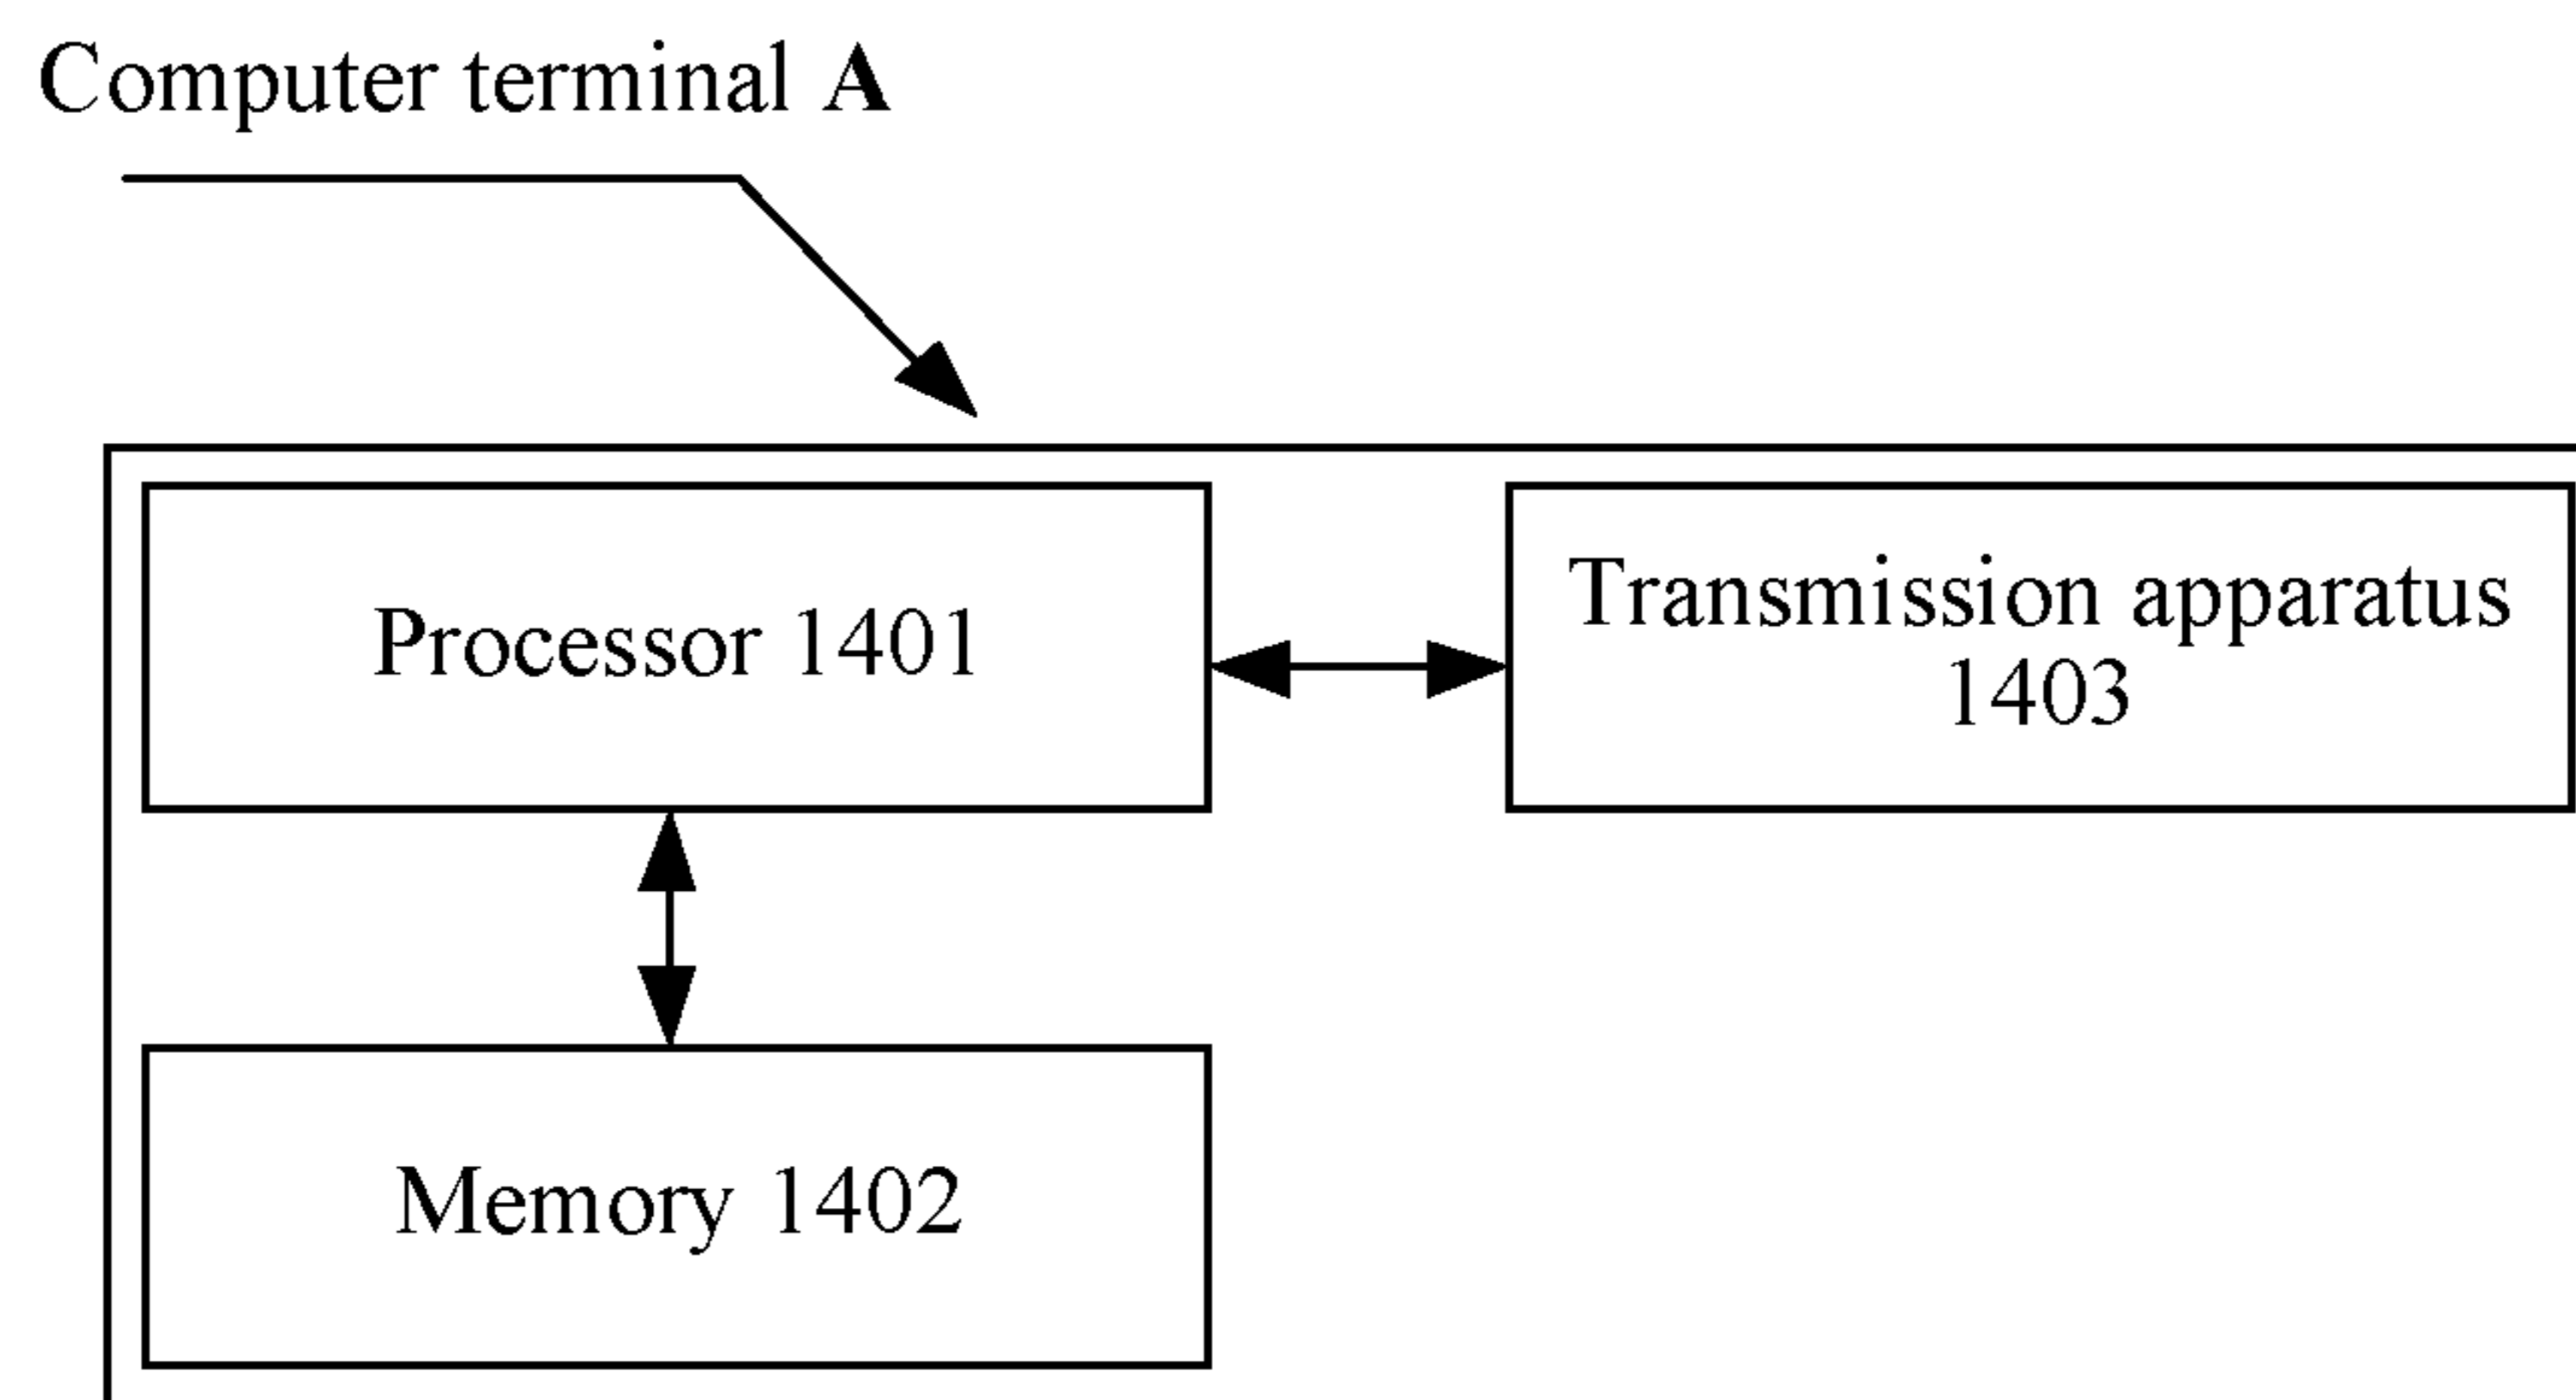 Computer terminal A
Processor 1401
Transmission apparatus
1403
Memory 1402